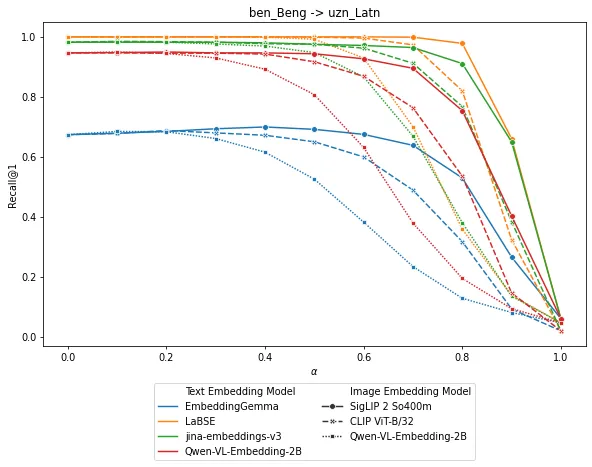 ben_Beng -> uzn_Latn
1.0
0.8
0.6
0.4
0.2
0.0
Recall@1
0.0 0.2 0.4 0.6 0.8 1.0
α
Text Embedding Model Image Embedding Model
EmbeddingGemma SigLIP 2 So400m
LaBSE CLIP ViT-B/32
jina-embeddings-v3 Qwen-VL-Embedding-2B
Qwen-VL-Embedding-2B